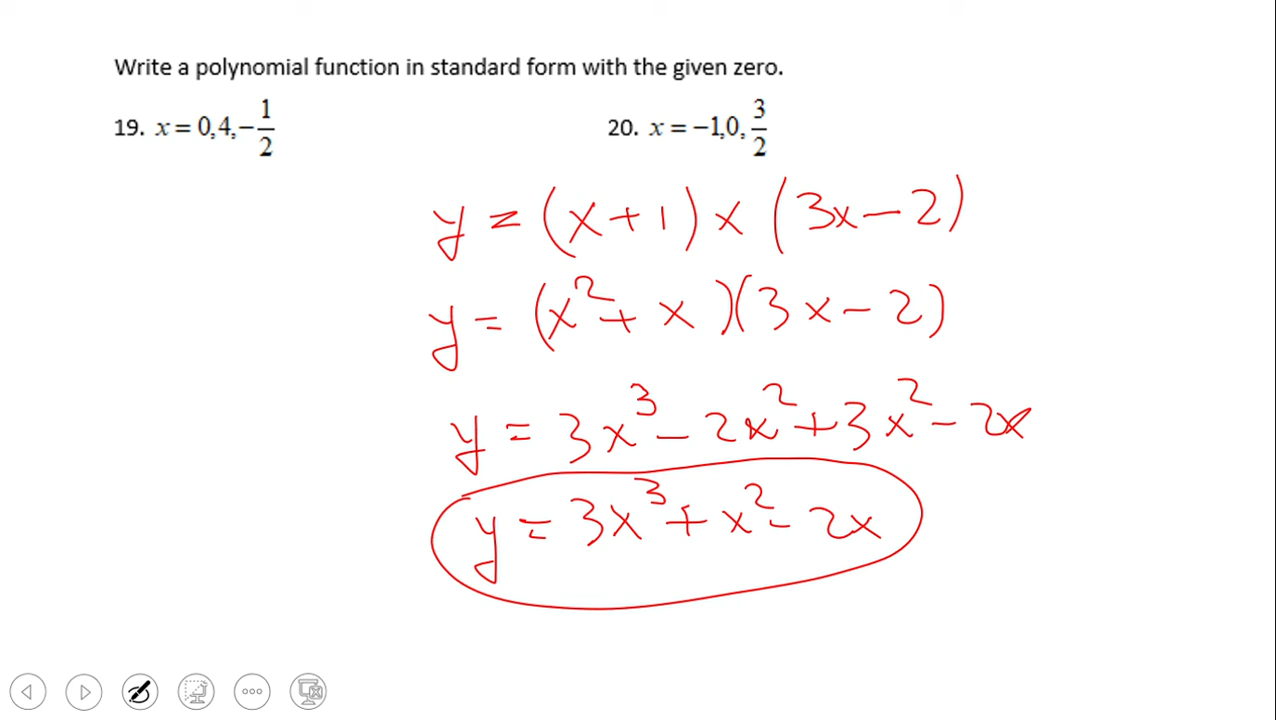 Write a polynomial function in standard form with the given zero.
19. x = 0,4,-1/2
20. x = -1,0,3/2
y = (x+1) x (3x-2)
y = (x²+ x)(3x-2)
y = 3x³-2x²+3x²-2x
y = 3x³+x²-2x